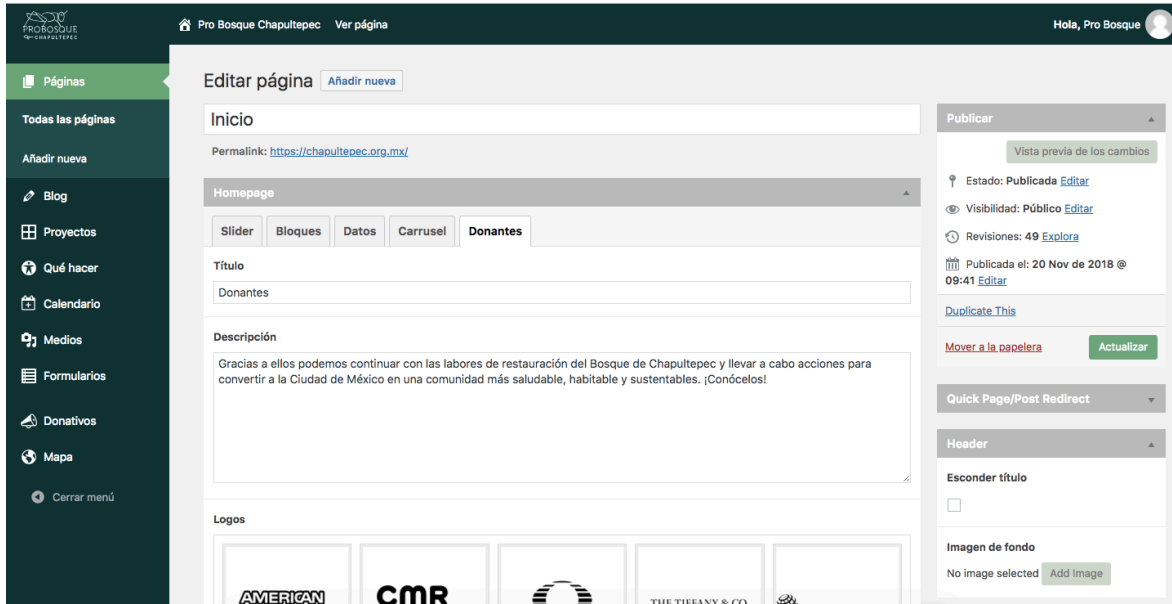 PROBOSQUE
CHAPULTEPEC
Pro Bosque Chapultepec Ver página
Hola, Pro Bosque
Páginas
Todas las páginas
Añadir nueva
Blog
Proyectos
Qué hacer
Calendario
Medios
Formularios
Donativos
Mapa
Cerrar menú
Editar página Añadir nueva
Inicio
Permalink: https://chapultepec.org.mx/
Homepage
Slider Bloques Datos Carrusel Donantes
Título
Donantes
Descripción
Gracias a ellos podemos continuar con las labores de restauración del Bosque de Chapultepec y llevar a cabo acciones para
convertir a la Ciudad de México en una comunidad más saludable, habitable y sustentables. ¡Conócelos!
Logos
AMERICAN
CMR
THE TIFFANY & CO.
Publicar
Vista previa de los cambios
Estado: Publicada Editar
Visibilidad: Público Editar
Revisiones: 49 Explora
Publicada el: 20 Nov de 2018 @
09:41 Editar
Duplicate This
Mover a la papelera Actualizar
Quick Page/Post Redirect
Header
Esconder título
Imagen de fondo
No image selected Add Image